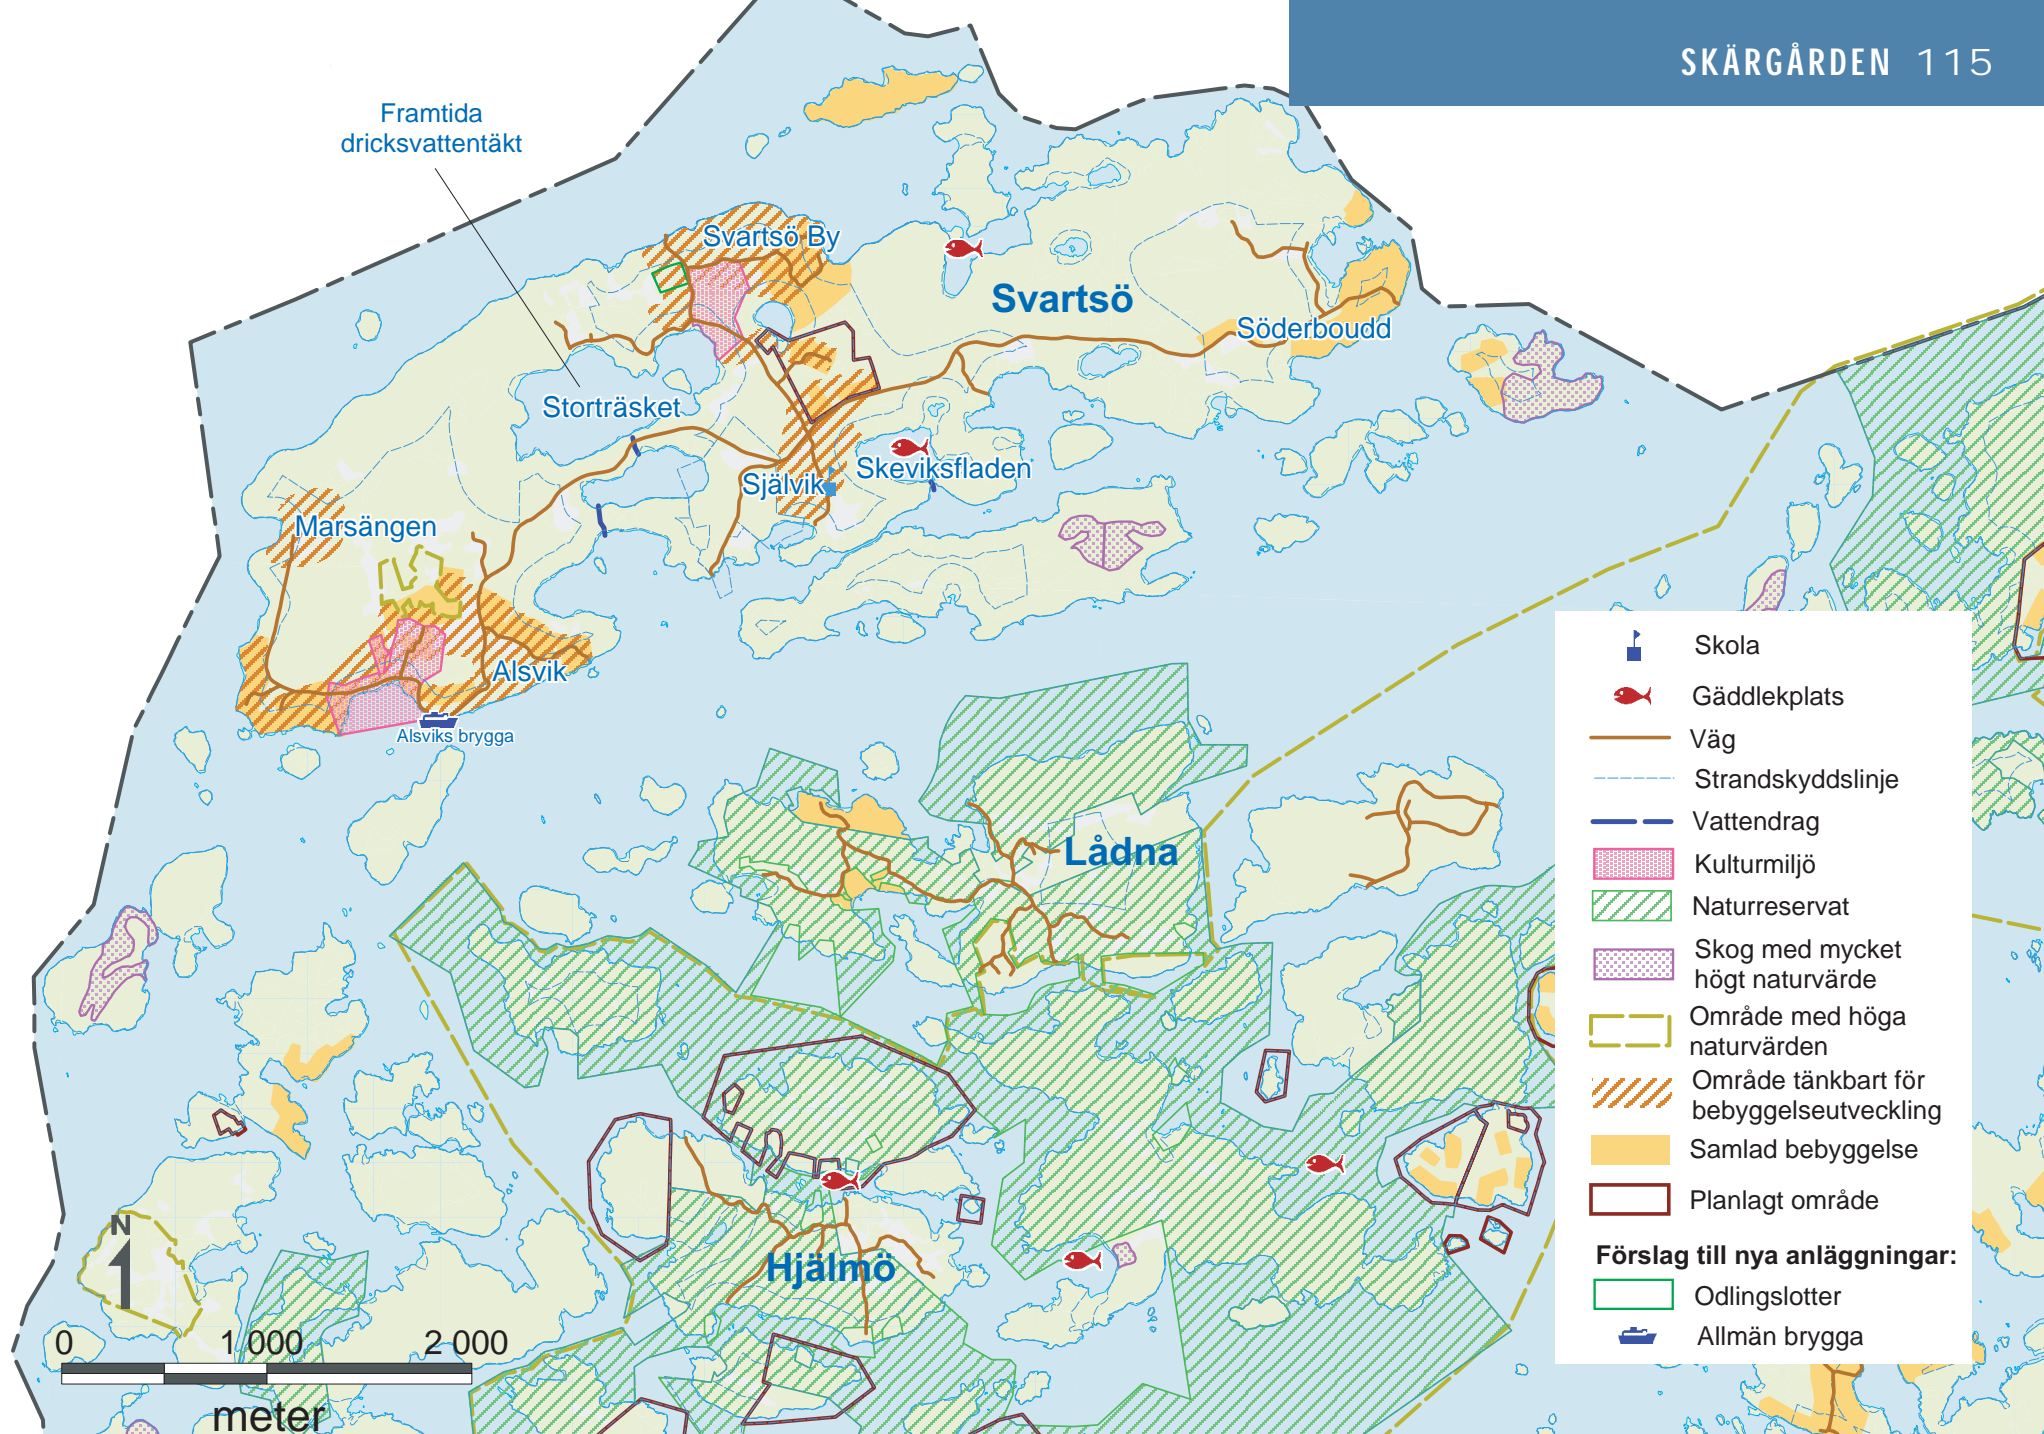 SKÄRGÅRDEN 115
Framtida
dricksvattentäkt
Svartsö By
Svartsö
Söderboudd
Storträsket
Skeviksfladen
Självik
Marsängen
Alsvik
Alsviks brygga
Lådna
Hjälmö
N
0 1 000 2 000
meter
Skola
Gäddlekplats
Väg
Strandskyddslinje
Vattendrag
Kulturmiljö
Naturreservat
Skog med mycket
högt naturvärde
Område med höga
naturvärden
Område tänkbart för
bebyggelseutveckling
Samlad bebyggelse
Planlagt område
Förslag till nya anläggningar:
Odlingslotter
Allmän brygga